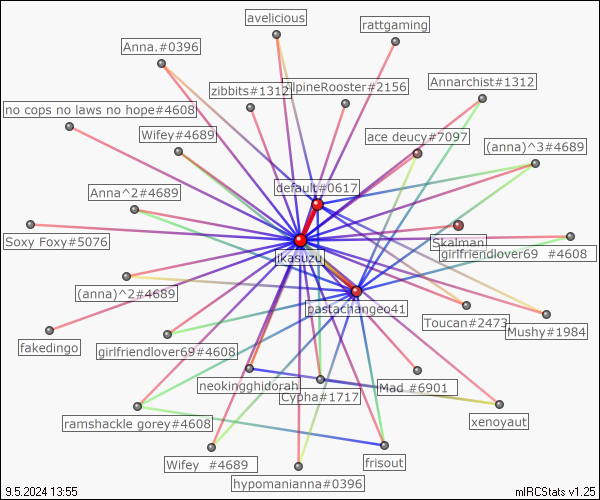 avelicious
rattgaming
Anna.#0396
zibbits#1312
lpineRooster#2156
Annarchist#1312
no cops no laws no hope#4608
Wifey#4689
ace deucy#7097
(anna)^3#4689
default#0617
Anna^2#4689
Soxy Foxy#5076
Skalman
girlfriendlover69 #4608
jkasuzu
(anna)^2#4689
pastachangeo41
Toucan#2473
Mushy#1984
fakedingo
girlfriendlover69#4608
neokingghidorah
Cypha#1717
Mad #6901
xenoyaut
ramshackle gorey#4608
Wifey #4689
frisout
hypomanianna#0396
9.5.2024 13:55
mIRCStats v1.25